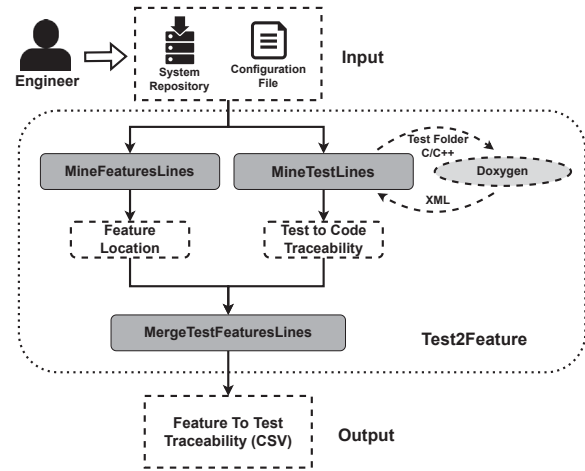 Engineer
System
Repository
Configuration
File
Input
MineFeaturesLines
MineTestLines
Test Folder
C/C++
Doxygen
XML
Feature
Location
Test to Code
Traceability
MergeTestFeaturesLines
Test2Feature
Feature To Test
Traceability (CSV)
Output